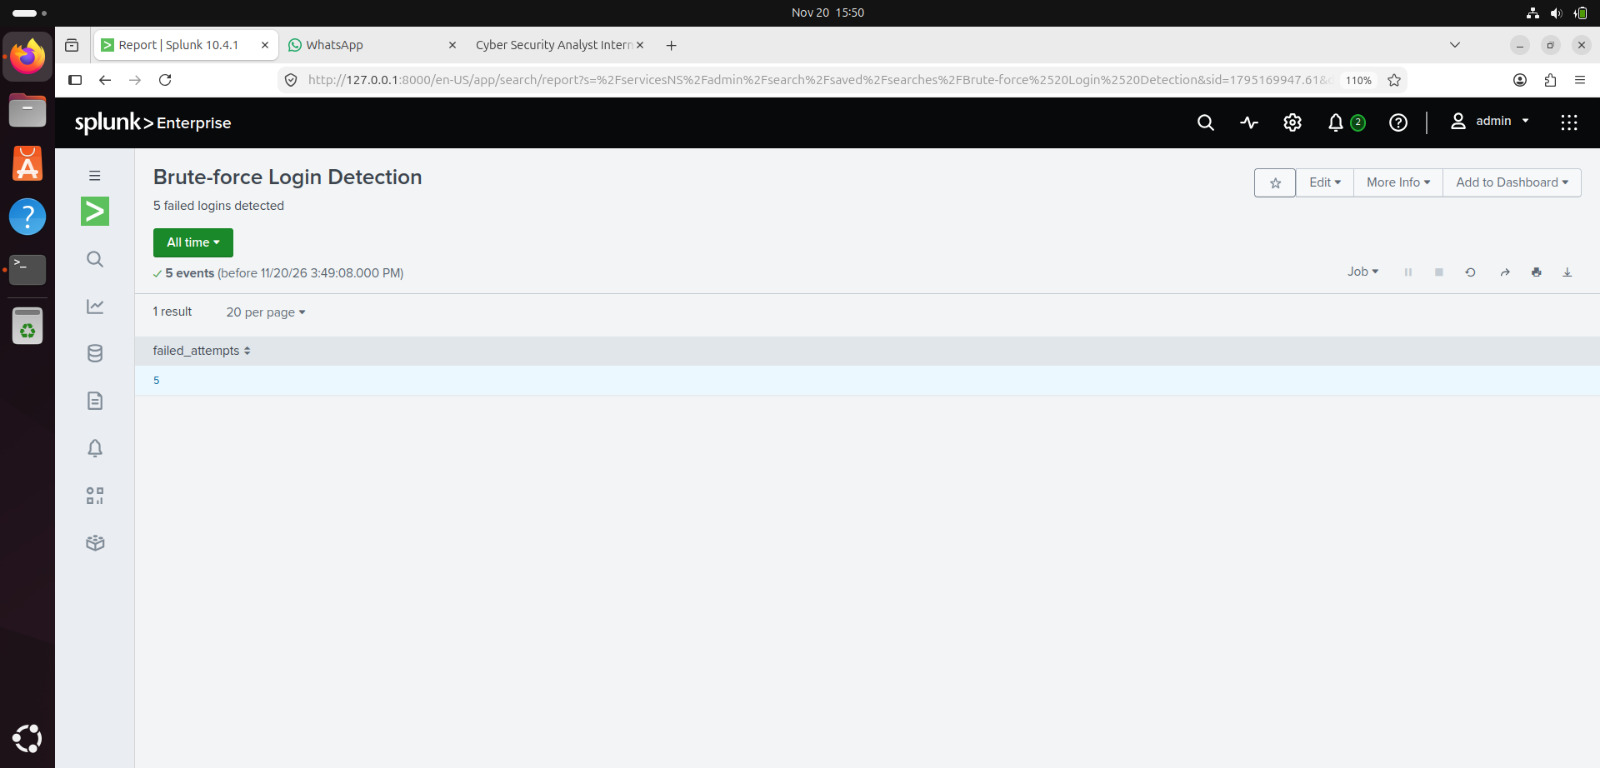 Nov 20 15:50
Report | Splunk 10.4.1
WhatsApp
Cyber Security Analyst Intern
http://127.0.0.1:8000/en-US/app/search/report?s=%2FservicesNS%2Fadmin%2Fsearch%2Fsaved%2Fsearches%2FBrute-force%2520Login%2520Detection&sid=1795169947.61&
110%
splunk> Enterprise
2
admin
Brute-force Login Detection
Edit
More Info
Add to Dashboard
5 failed logins detected
All time
5 events (before 11/20/26 3:49:08.000 PM)
Job
1 result
20 per page
failed_attempts
5